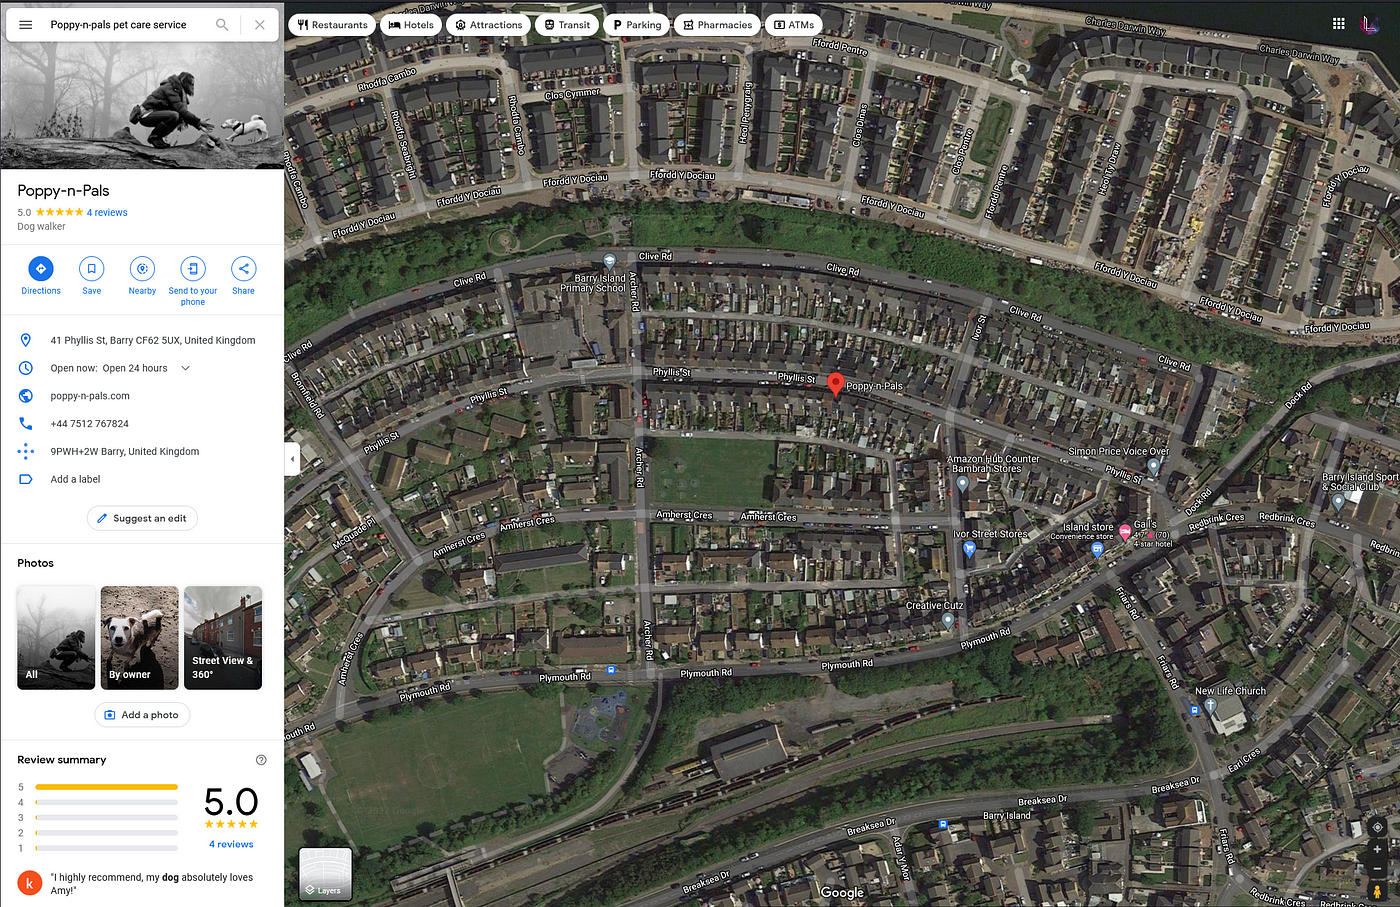 Poppy-n-pals pet care service
Restaurants
Hotels
Attractions
Transit
Parking
Pharmacies
ATMs
Poppy-n-Pals
5.0
4 reviews
Dog walker
Directions
Save
Nearby
Send to your
phone
Share
41 Phyllis St, Barry CF62 5UX, United Kingdom
Open now: Open 24 hours
poppy-n-pals.com
+44 7512 767824
9PWH+2W Barry, United Kingdom
Add a label
Suggest an edit
Photos
All
By owner
Street View &
360°
Add a photo
Review summary
5
4
3
2
1
5.0
4 reviews
k
"I highly recommend, my dog absolutely loves
Amy!"
Darwin Way
Charles Darwin Way
Charles Darwin Way
Ffordd Pentre
Rhodfa Cambo
Clos Cymmer
Rhodfa Cambo
Rhodfa Seabright
Rhodfa Cambo
Heol Penygraig
Clos Dinas
Clos Pentre
Ffordd Pentre
Heol Ty Draw
Ffordd Y Dociau
Ffordd Y Dociau
Ffordd Y Dociau
Ffordd Y Dociau
Ffordd Y Dociau
Ffordd Y Dociau
Ffordd Y Dociau
Ffordd Y Dociau
Ffordd Y Dociau
Clive Rd
Clive Rd
Clive Rd
Clive Rd
Clive Rd
Clive Rd
Barry Island
Primary School
Archer Rd
Ivor St
Dock Rd
Bromfield Rd
Phyllis St
Phyllis St
Phyllis St
Phyllis St
Poppy-n-Pals
Archer Rd
Amazon Hub Counter
Bambrah Stores
Simon Price Voice Over
Phyllis St
Barry Island Sport
& Social Club
Dock Rd
McQuade Pl
Amherst Cres
Amherst Cres
Amherst Cres
Amherst Cres
Ivor Street Stores
Island store
Convenience store
Gail's
4.7 (70)
4-star hotel
Redbrink Cres
Redbrink Cres
Redbrin
Creative Cutz
Friars Rd
Archer Rd
Amherst Cres
Plymouth Rd
Plymouth Rd
Plymouth Rd
Plymouth Rd
Plymouth Rd
outh Rd
Friars Rd
New Life Church
Earl Cres
Breaksea Dr
Breaksea Dr
Breaksea Dr
Breaksea Dr
Barry Island
Adar Y Mor
Friars Rd
Redbrink Cres
Redbrink Cres
Layers
Google